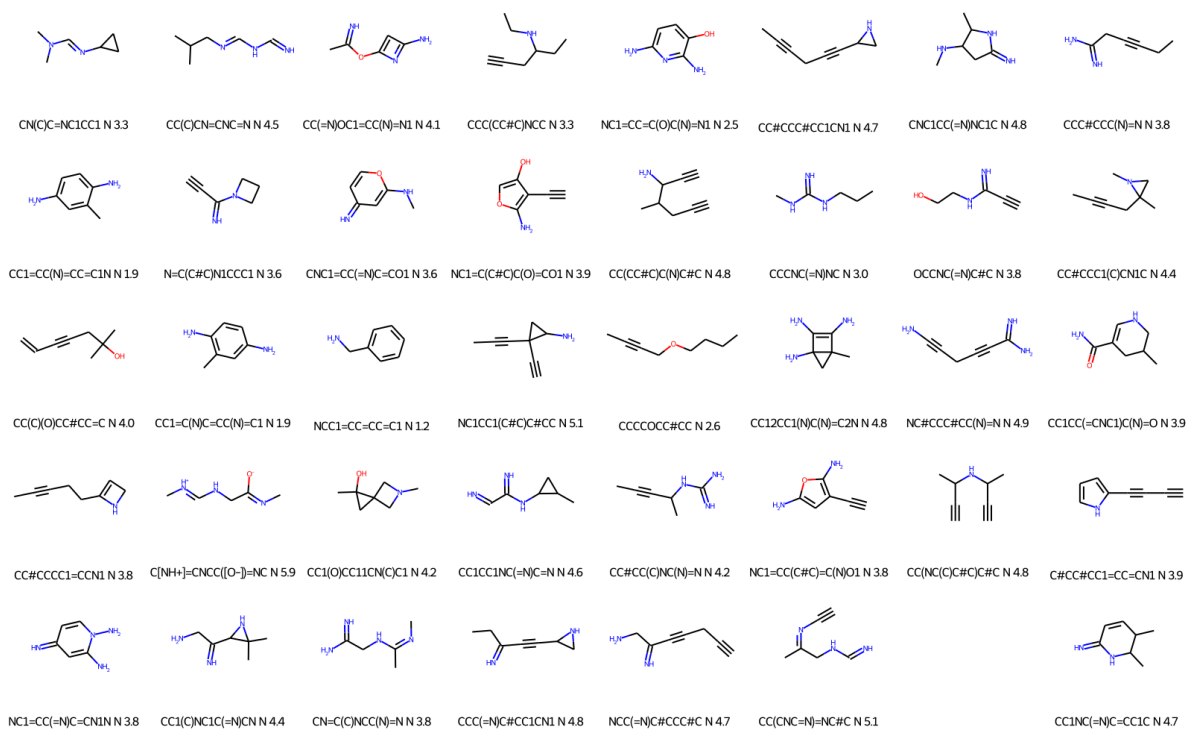 CN(C)C=NC1CC1 N 3.3
CC(C)CN=CNC=N N 4.5
CC(=N)OC1=CC(N)=N1 N 4.1
CCC(CC#C)NCC N 3.3
NC1=CC=C(O)C(N)=N1 N 2.5
CC#CCC#CC1CN1 N 4.7
CNC1CC(=N)NC1C N 4.8
CCC#CCC(N)=N N 3.8
CC1=CC(N)=CC=C1N N 1.9
N=C(C#C)N1CCC1 N 3.6
CNC1=CC(=N)C=CO1 N 3.6
NC1=C(C#C)C(O)=CO1 N 3.9
CC(CC#C)C(N)C#C N 4.8
CCCNC(=N)NC N 3.0
OCCNC(=N)C#C N 3.8
CC#CCC1(C)CN1C N 4.4
CC(C)(O)CC#CC=C N 4.0
CC1=C(N)C=CC(N)=C1 N 1.9
NCC1=CC=CC=C1 N 1.2
NC1CC1(C#C)C#CC N 5.1
CCCCOCC#CC N 2.6
CC12CC1(N)C(N)=C2N N 4.8
NC#CCC#CC(N)=N N 4.9
CC1CC(=CNC1)C(N)=O N 3.9
CC#CCCC1=CCN1 N 3.8
C[NH+]=CNCC([O-])=NC N 5.9
CC1(O)CC11CN(C)C1 N 4.2
CC1CC1NC(=N)C=N N 4.6
CC#CC(C)NC(N)=N N 4.2
NC1=CC(C#C)=C(N)O1 N 3.8
CC(NC(C)C#C)C#C N 4.8
C#CC#CC1=CC=CN1 N 3.9
NC1=CC(=N)C=CN1N N 3.8
CC1(C)NC1C(=N)CN N 4.4
CN=C(C)NCC(N)=N N 3.8
CCC(=N)C#CC1CN1 N 4.8
NCC(=N)C#CCC#C N 4.7
CC(CNC=N)=NC#C N 5.1
CC1NC(=N)C=CC1C N 4.7